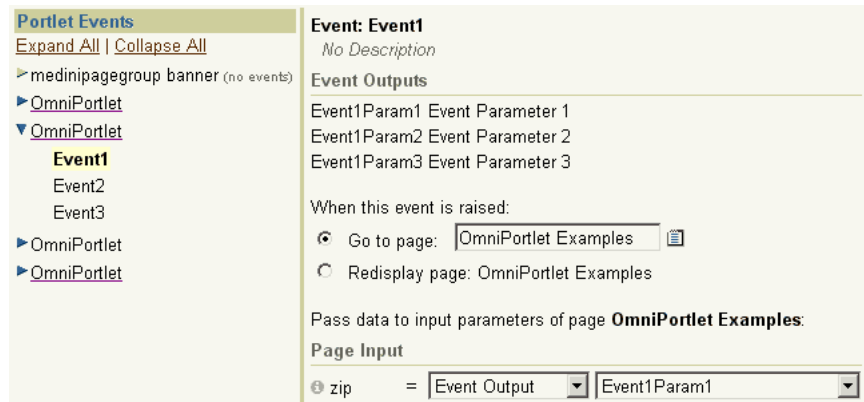 Portlet Events
Expand All | Collapse All
medinipagegroup banner (no events)
OmniPortlet
OmniPortlet
Event1
Event2
Event3
OmniPortlet
OmniPortlet
Event: Event1
No Description
Event Outputs
Event1Param1 Event Parameter 1
Event1Param2 Event Parameter 2
Event1Param3 Event Parameter 3
When this event is raised:
Go to page: OmniPortlet Examples
Redisplay page: OmniPortlet Examples
Pass data to input parameters of page OmniPortlet Examples:
Page Input
zip = Event Output Event1Param1